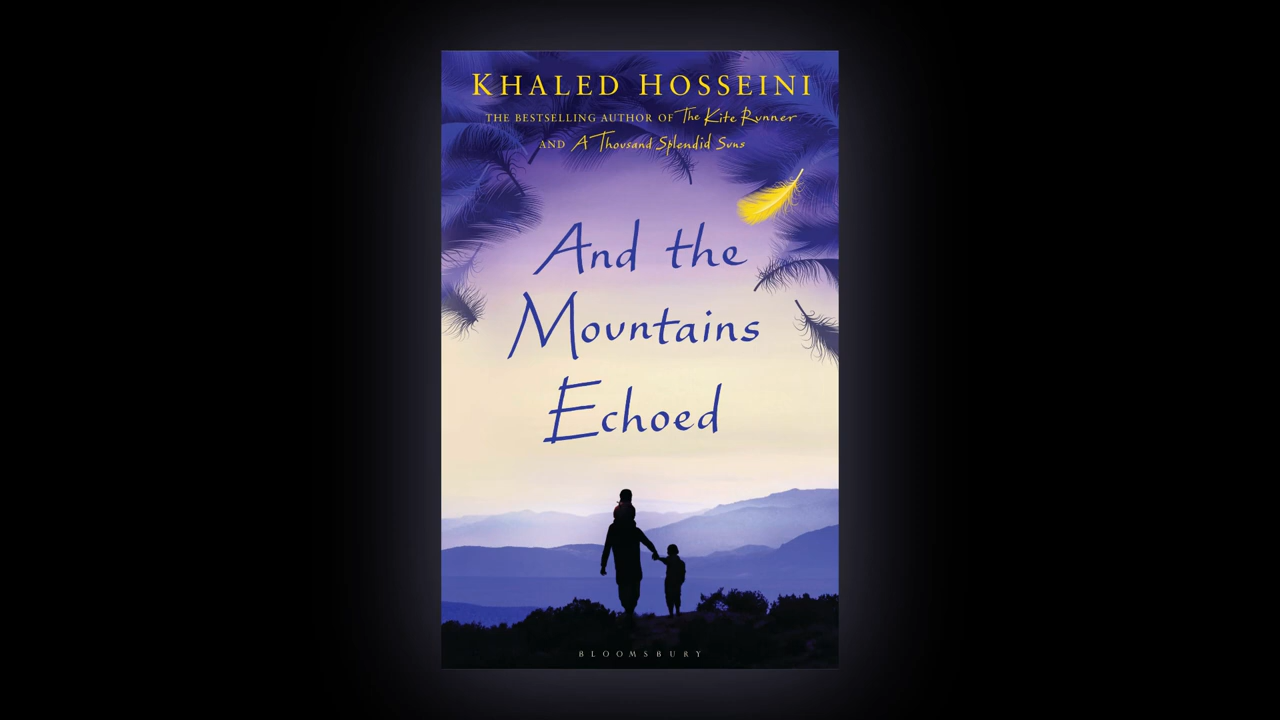 KHALED HOSSEINI
THE BESTSELLING AUTHOR OF The Kite Runner
AND A Thousand Splendid Suns
And the
Mountains
Echoed
BLOOMSBURY